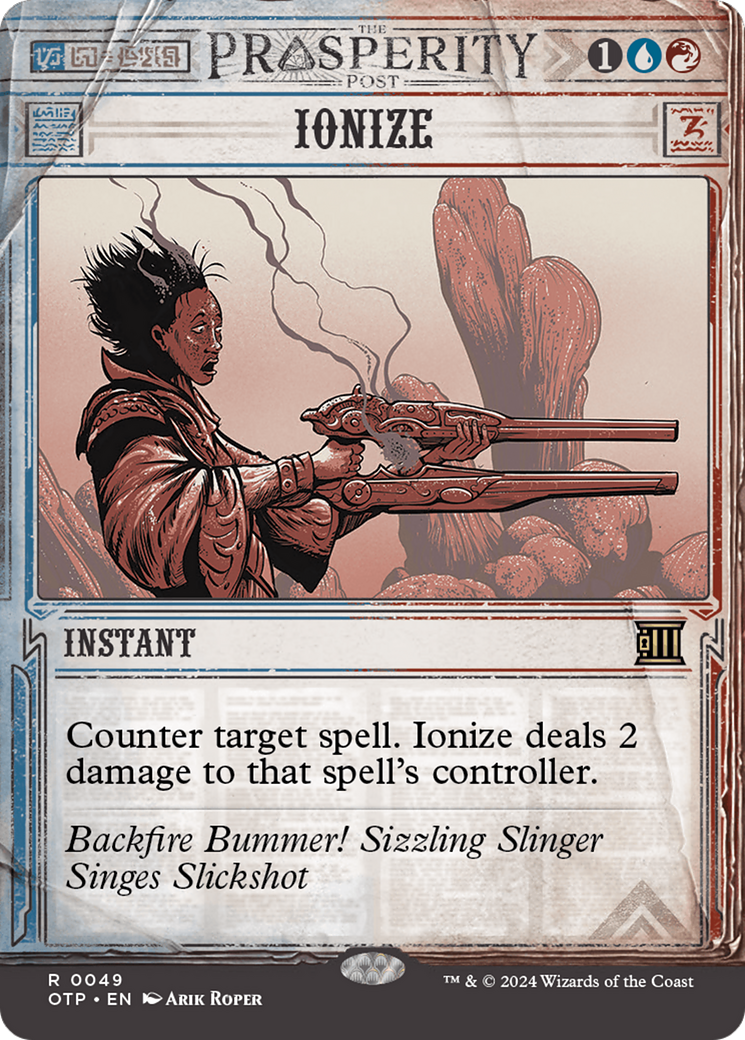 THE
PROSPERITY
POST
1
IONIZE
INSTANT
Counter target spell. Ionize deals 2
damage to that spell's controller.
Backfire Bummer! Sizzling Slinger
Singes Slickshot
R 0049
OTP • EN Arik Roper
™ & © 2024 Wizards of the Coast